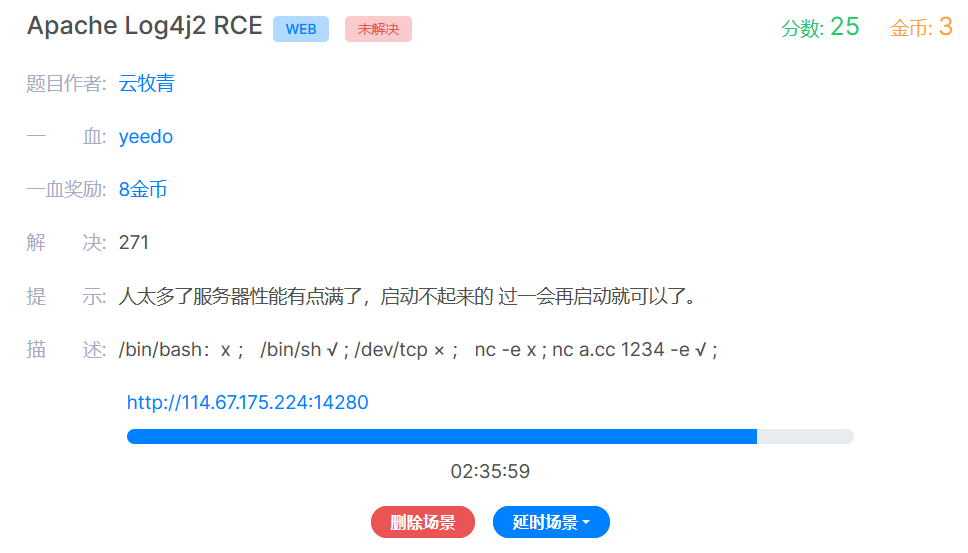 Apache Log4j2 RCE WEB 未解决 分数: 25 金币: 3
题目作者: 云牧青
一 血: yeedo
一血奖励: 8金币
解 决: 271
提 示: 人太多了服务器性能有点满了，启动不起来的 过一会再启动就可以了。
描 述: /bin/bash：x ； /bin/sh √ ; /dev/tcp × ； nc -e x ; nc a.cc 1234 -e √ ;
http://114.67.175.224:14280
02:35:59
删除场景 延时场景